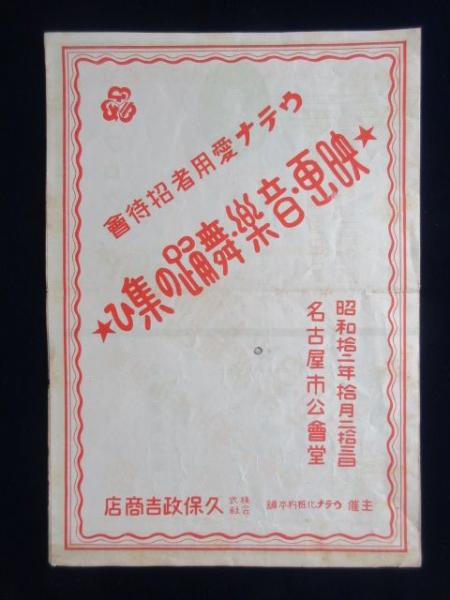 ウテナ愛用者招待會
★映画・音樂・舞踊の集ひ★
昭和拾二年拾月二拾三日
名古屋市公會堂
主催 ウテナ化粧料本舗
株式会社 久保政吉商店